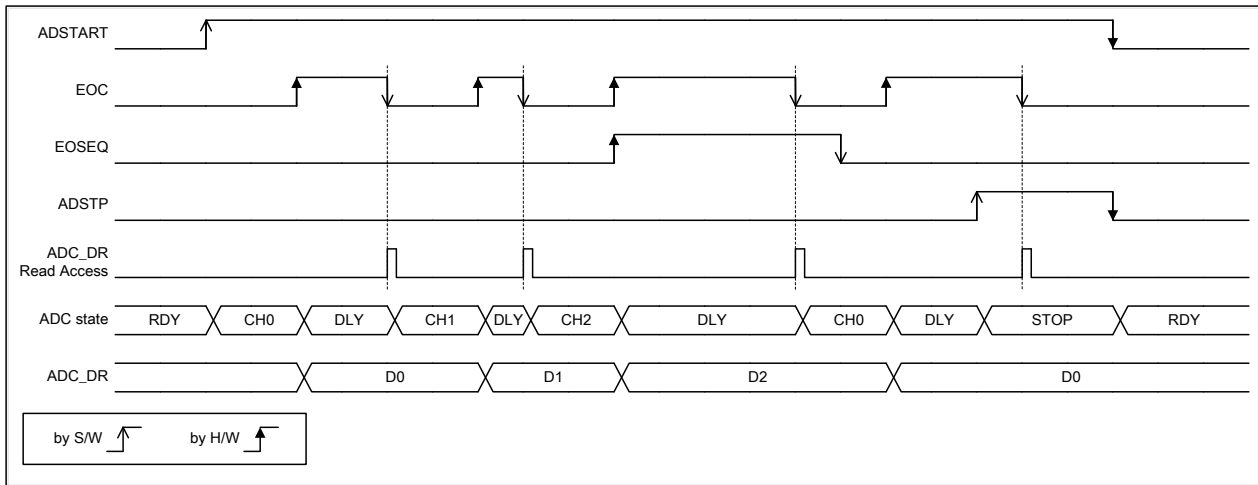 ADSTART
EOC
EOSEQ
ADSTP
ADC_DR
Read Access
ADC state RDY CH0 DLY CH1 DLY CH2 DLY CH0 DLY STOP RDY
ADC_DR D0 D1 D2 D0
by S/W by H/W